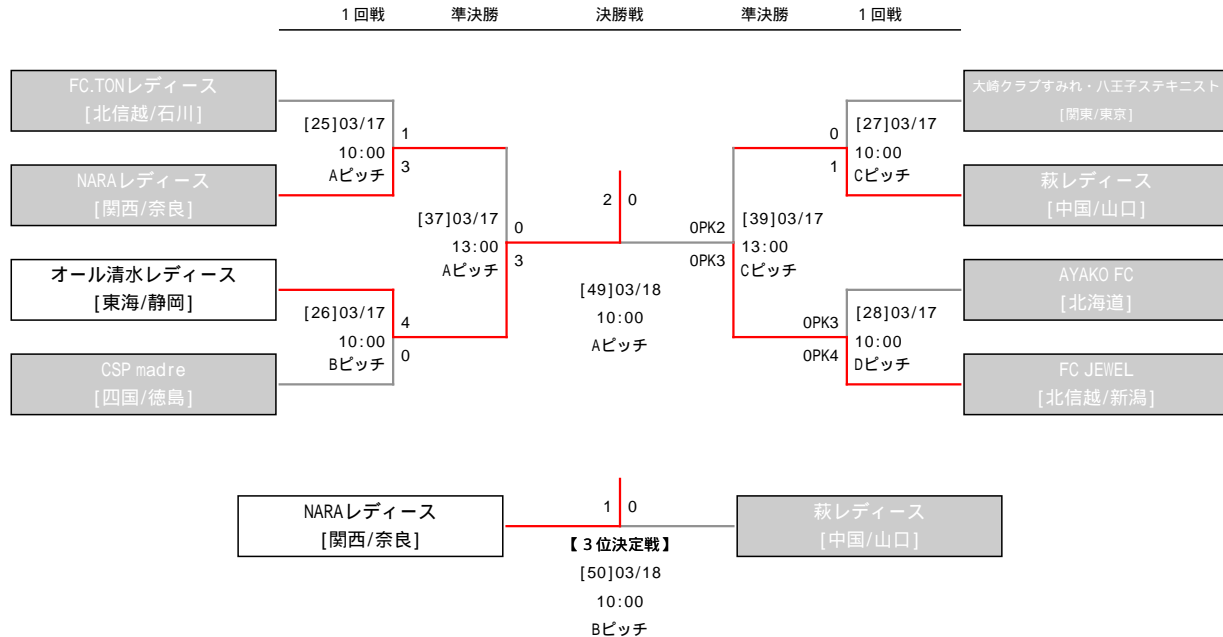 1回戦 準決勝 決勝戦 準決勝 1回戦
FC.TONレディース
[北信越/石川]
[25]03/17
10:00
Aピッチ
1
3
NARAレディース
[関西/奈良]
[37]03/17
13:00
Aピッチ
0
3
オール清水レディース
[東海/静岡]
[26]03/17
10:00
Bピッチ
4
0
CSP madre
[四国/徳島]
2 0
[49]03/18
10:00
Aピッチ
大崎クラブすみれ・八王子ステキニスト
[関東/東京]
0
1
[27]03/17
10:00
Cピッチ
萩レディース
[中国/山口]
0PK2
0PK3
[39]03/17
13:00
Cピッチ
AYAKO FC
[北海道]
0PK3
0PK4
[28]03/17
10:00
Dピッチ
FC JEWEL
[北信越/新潟]
NARAレディース
[関西/奈良]
1 0
萩レディース
[中国/山口]
【3位決定戦】
[50]03/18
10:00
Bピッチ